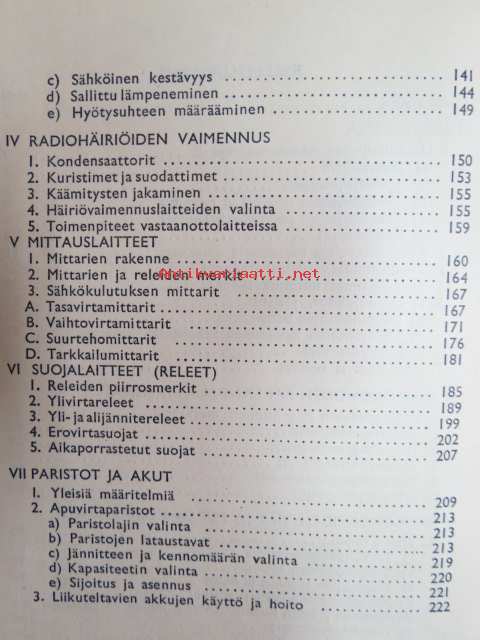 c) Sähköinen kestävyys 141
d) Sallittu lämpeneminen 144
e) Hyötysuhteen määrääminen 149
IV RADIOHÄIRIÖIDEN VAIMENNUS
1. Kondensaattorit 150
2. Kuristimet ja suodattimet 153
3. Käämitysten jakaminen 155
4. Häiriövaimennuslaitteiden valinta 155
5. Toimenpiteet vastaanottolaitteissa 159
V MITTAUSLAITTEET
1. Mittarien rakenne 160
2. Mittarien ja releiden merkit 164
Antikvariaatti.net
3. Sähkökulutuksen mittarit 167
A. Tasavirtamittarit 167
B. Vaihtovirtamittarit 171
C. Suurtehomittarit 176
D. Tarkkailumittarit 181
VI SUOJALAITTEET (RELEET)
1. Releiden piirrosmerkit 185
2. Ylivirtareleet 189
3. Yli- ja alijännitereleet 199
4. Erovirtasuojat 202
5. Aikaporrastetut suojat 207
VII PARISTOT JA AKUT
1. Yleisiä määritelmiä 209
2. Apuvirtaparistot 213
a) Paristolajin valinta 213
b) Paristojen lataustavat 213
c) Jännitteen ja kennomäärän valinta 219
d) Kapasiteetin valinta 220
e) Sijoitus ja asennus 221
3. Liikuteltavien akkujen käyttö ja hoito 222